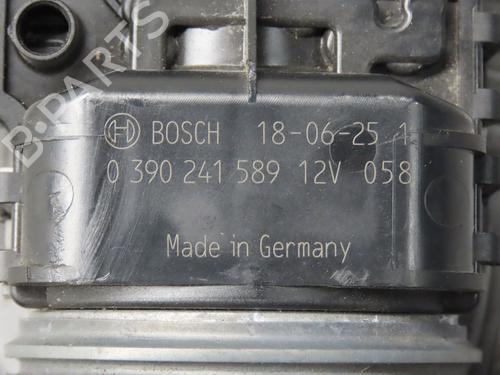 BOSCH 18-06-25 1
0 390 241 589 12V 058
Made in Germany
B-PARTS